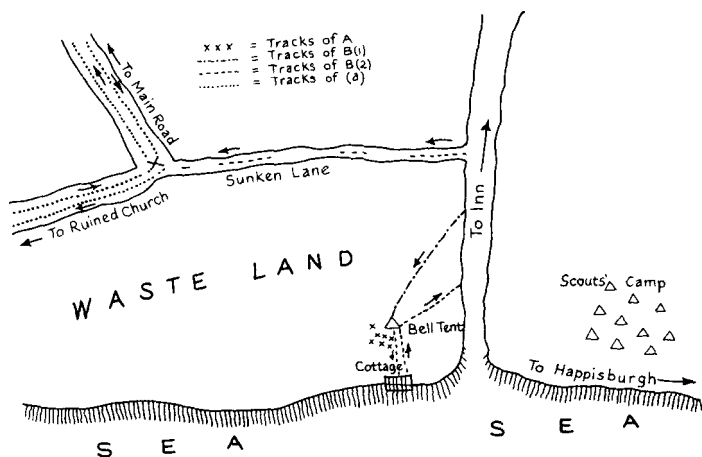 x x x = Tracks of A
= Tracks of B(1)
= Tracks of B(2)
= Tracks of (a)
To Main Road
X
Sunken Lane
To Ruined Church
To Inn
WASTE LAND
Scouts' Camp
Bell Tent
Cottage
To Happisburgh
SEA
SEA